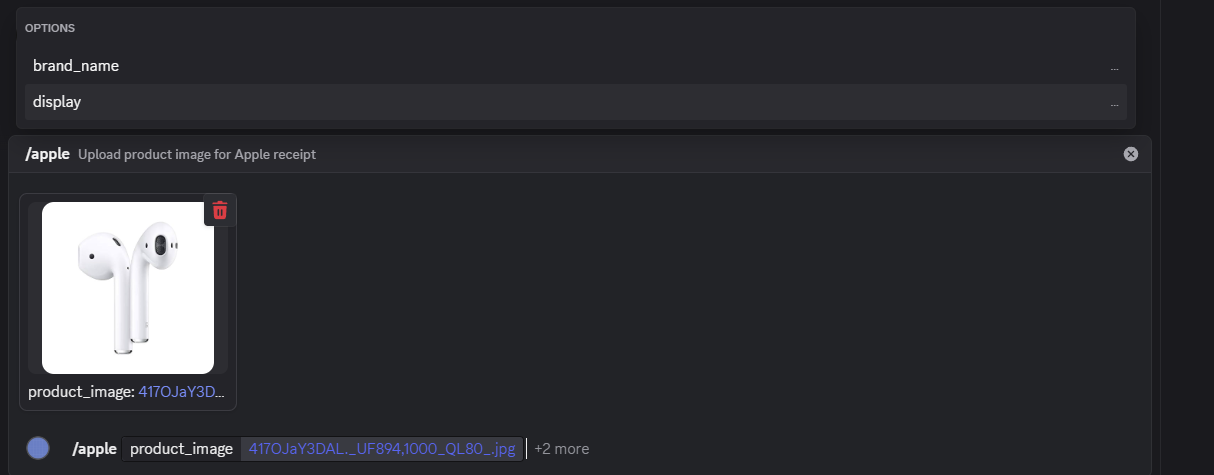 OPTIONS
brand_name ...
display ...
/apple Upload product image for Apple receipt
product_image: 417OJaY3D...
/apple product_image 417OJaY3DAL._UF894,1000_QL80_.jpg +2 more